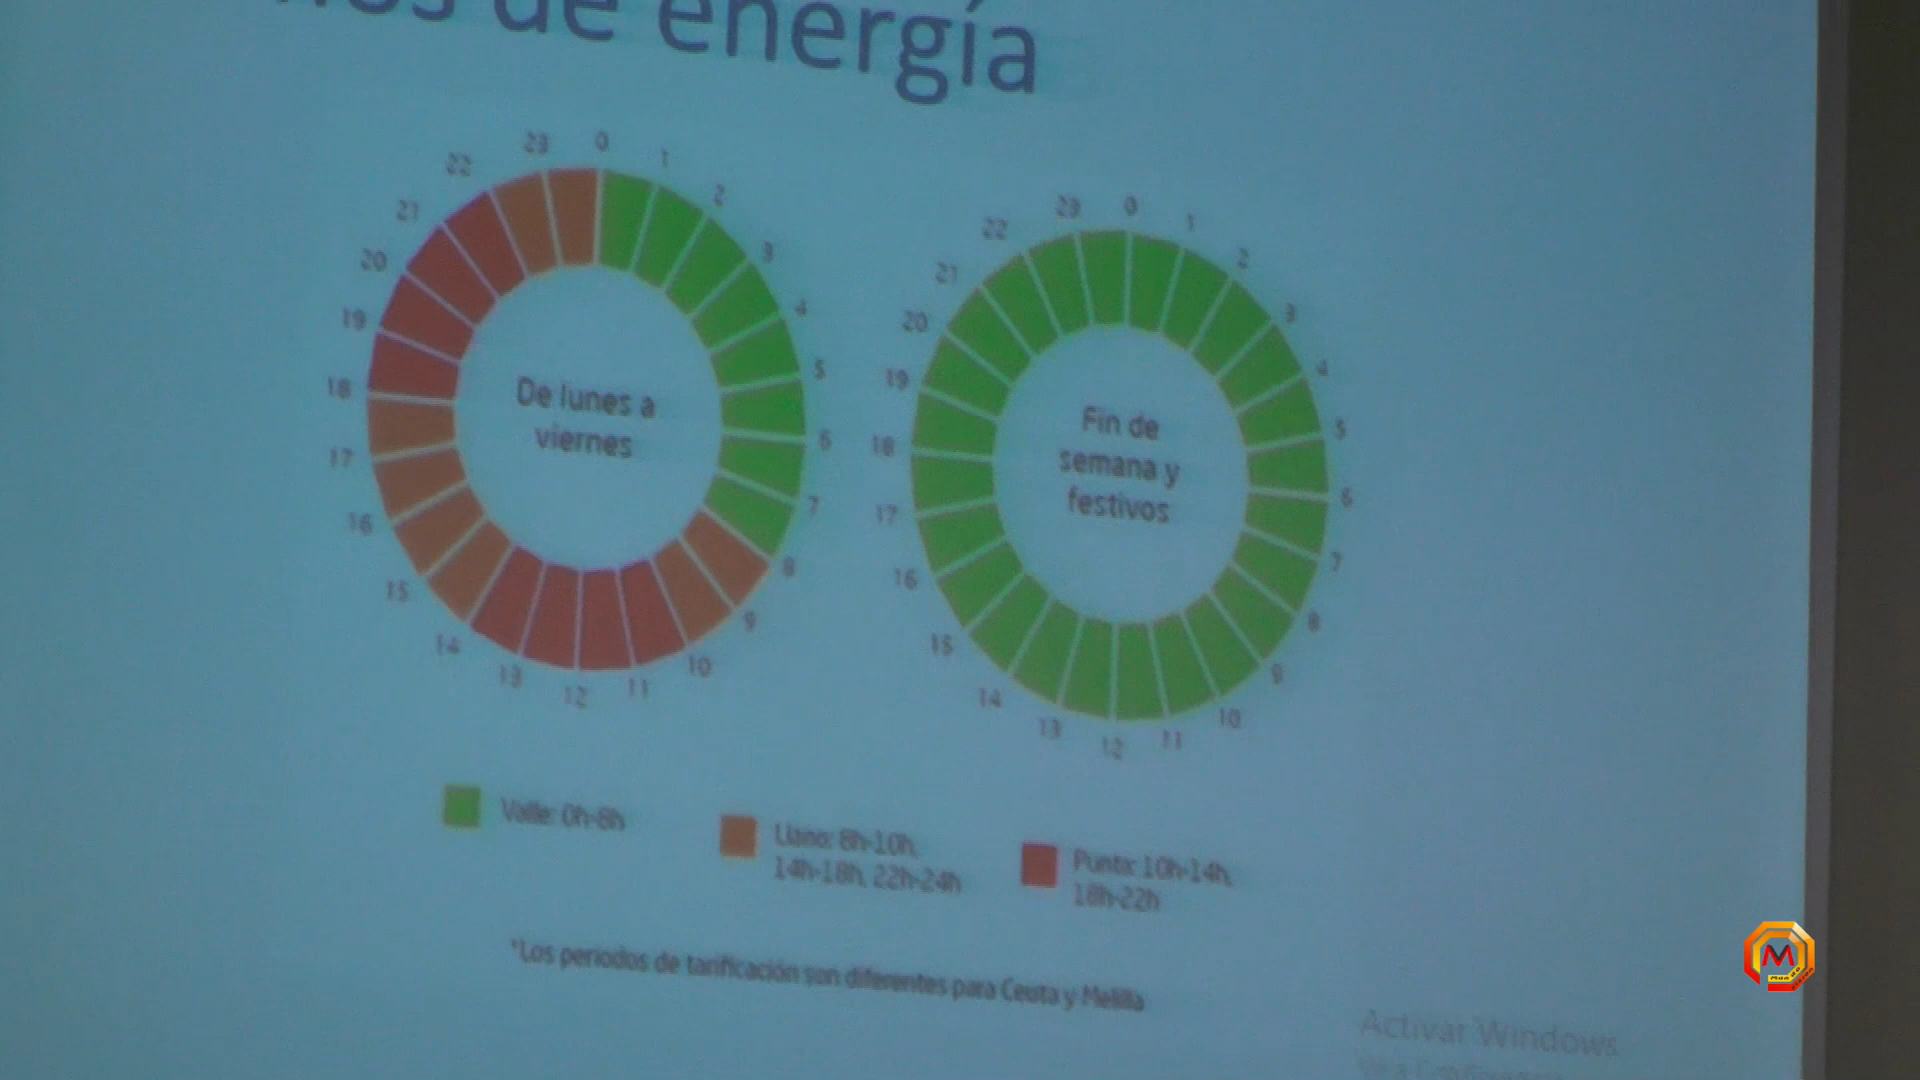 de energía
23 0 1
22 2
21 3
20 4
19 5
18 6
17 7
16 8
15 9
14 10
13 12 11
De lunes a
viernes
23 0 1
22 2
21 3
20 4
19 5
18 6
17 7
16 8
15 9
14 10
13 12 11
Fin de
semana y
festivos
Valle: 0h-8h
Llano: 8h-10h,
14h-18h, 22h-24h
Punta: 10h-14h,
18h-22h
*Los periodos de tarificación son diferentes para Ceuta y Melilla
M
Activar Windows